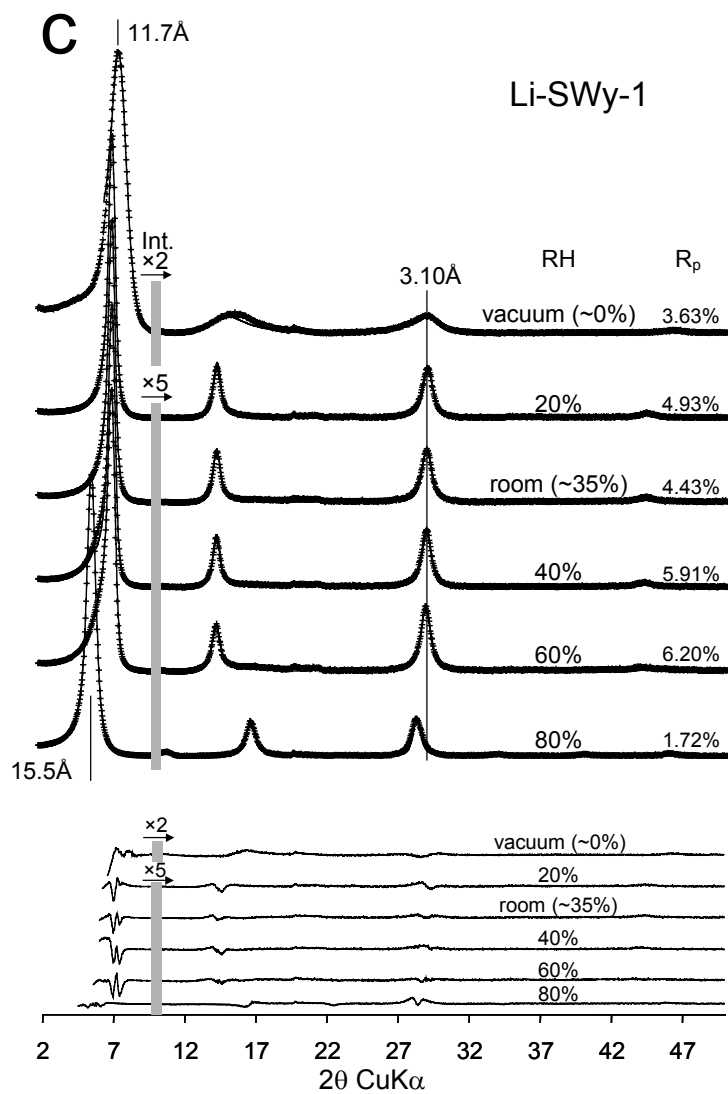 C
11.7Å
Li-SWy-1
Int.
×2
3.10Å
RH
Rp
vacuum (~0%)
3.63%
×5
20%
4.93%
room (~35%)
4.43%
40%
5.91%
60%
6.20%
80%
1.72%
15.5Å
×2
vacuum (~0%)
×5
20%
room (~35%)
40%
60%
80%
2 7 12 17 22 27 32 37 42 47
2θ CuKα